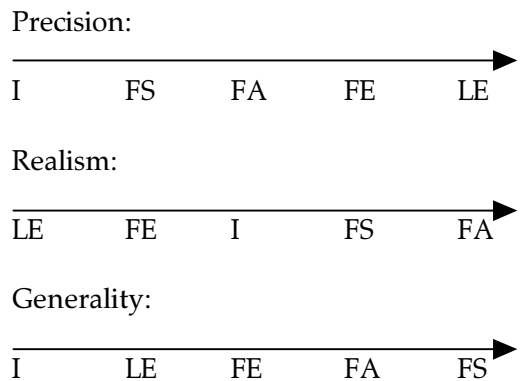 Precision:
I FS FA FE LE
Realism:
LE FE I FS FA
Generality:
I LE FE FA FS